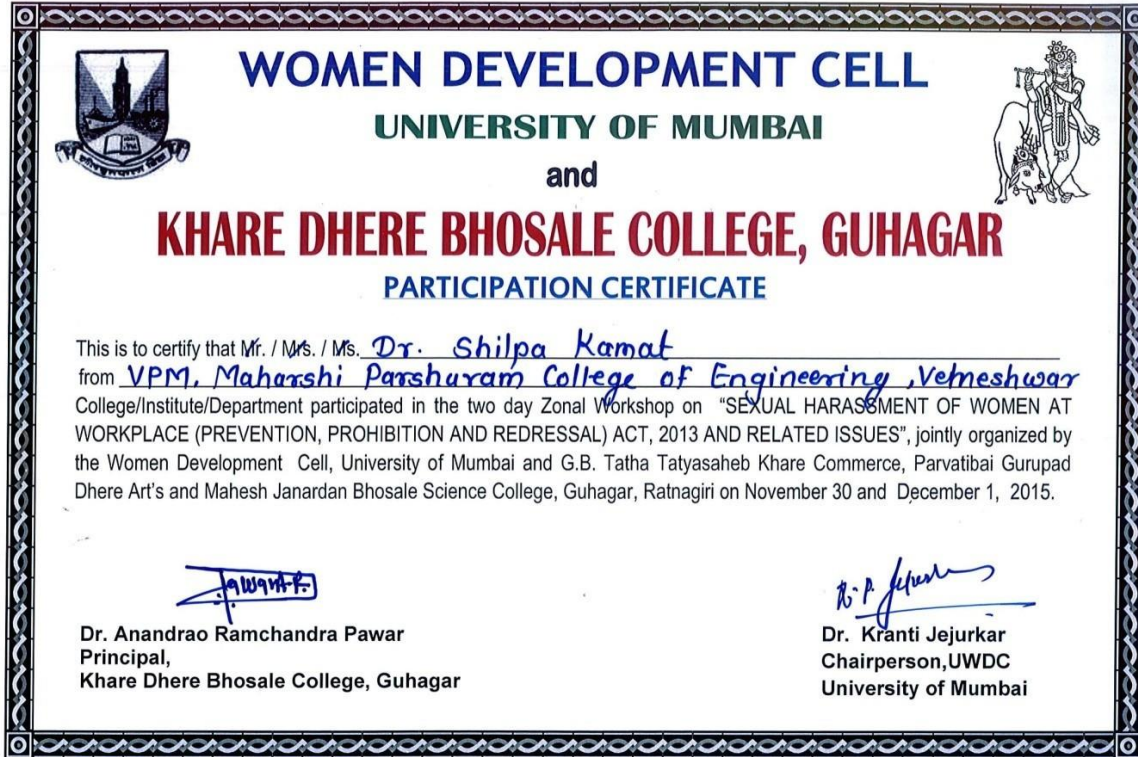 WOMEN DEVELOPMENT CELL
UNIVERSITY OF MUMBAI
and
KHARE DHERE BHOSALE COLLEGE, GUHAGAR
PARTICIPATION CERTIFICATE
This is to certify that Mr. / Mrs. / Ms. Dr. Shilpa Kamat
from VPM, Maharshi Parshuram College of Engineering, Velneshwar
College/Institute/Department participated in the two day Zonal Workshop on "SEXUAL HARASSMENT OF WOMEN AT
WORKPLACE (PREVENTION, PROHIBITION AND REDRESSAL) ACT, 2013 AND RELATED ISSUES", jointly organized by
the Women Development Cell, University of Mumbai and G.B. Tatha Tatyasaheb Khare Commerce, Parvatibai Gurupad
Dhere Art's and Mahesh Janardan Bhosale Science College, Guhagar, Ratnagiri on November 30 and December 1, 2015.
Dr. Anandrao Ramchandra Pawar
Principal,
Khare Dhere Bhosale College, Guhagar
Dr. Kranti Jejurkar
Chairperson,UWDC
University of Mumbai